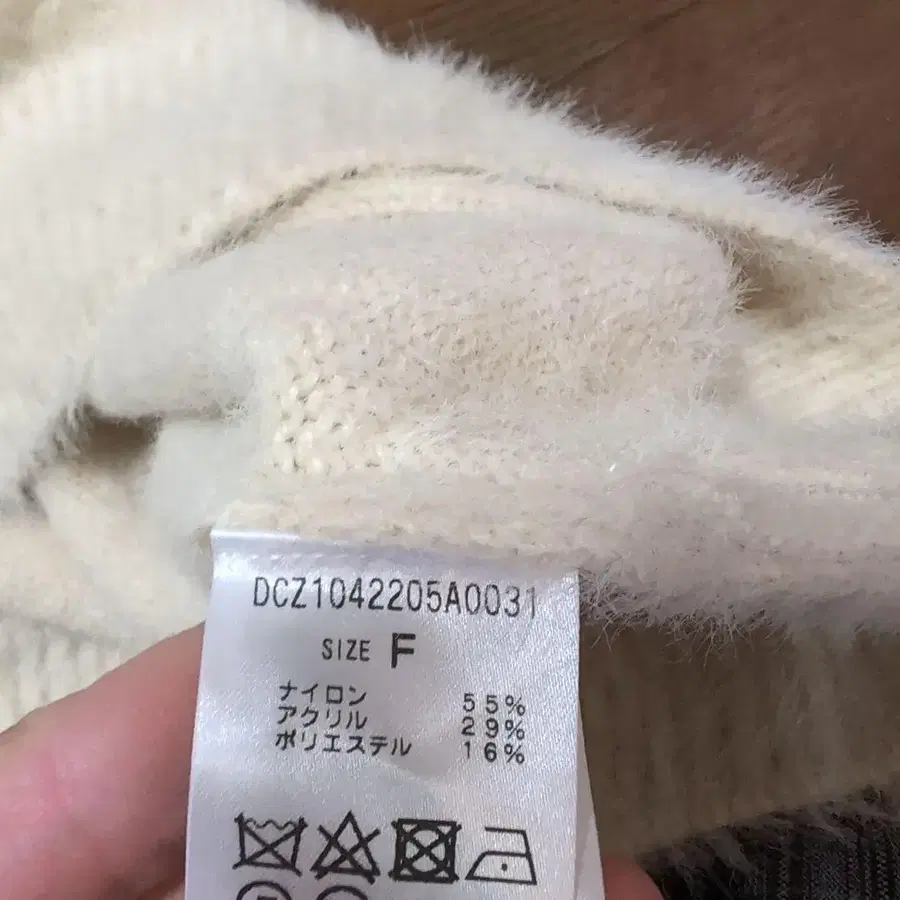 DCZ1042205A0031
SIZE F
ナイロン 55%
アクリル 29%
ポリエステル 16%